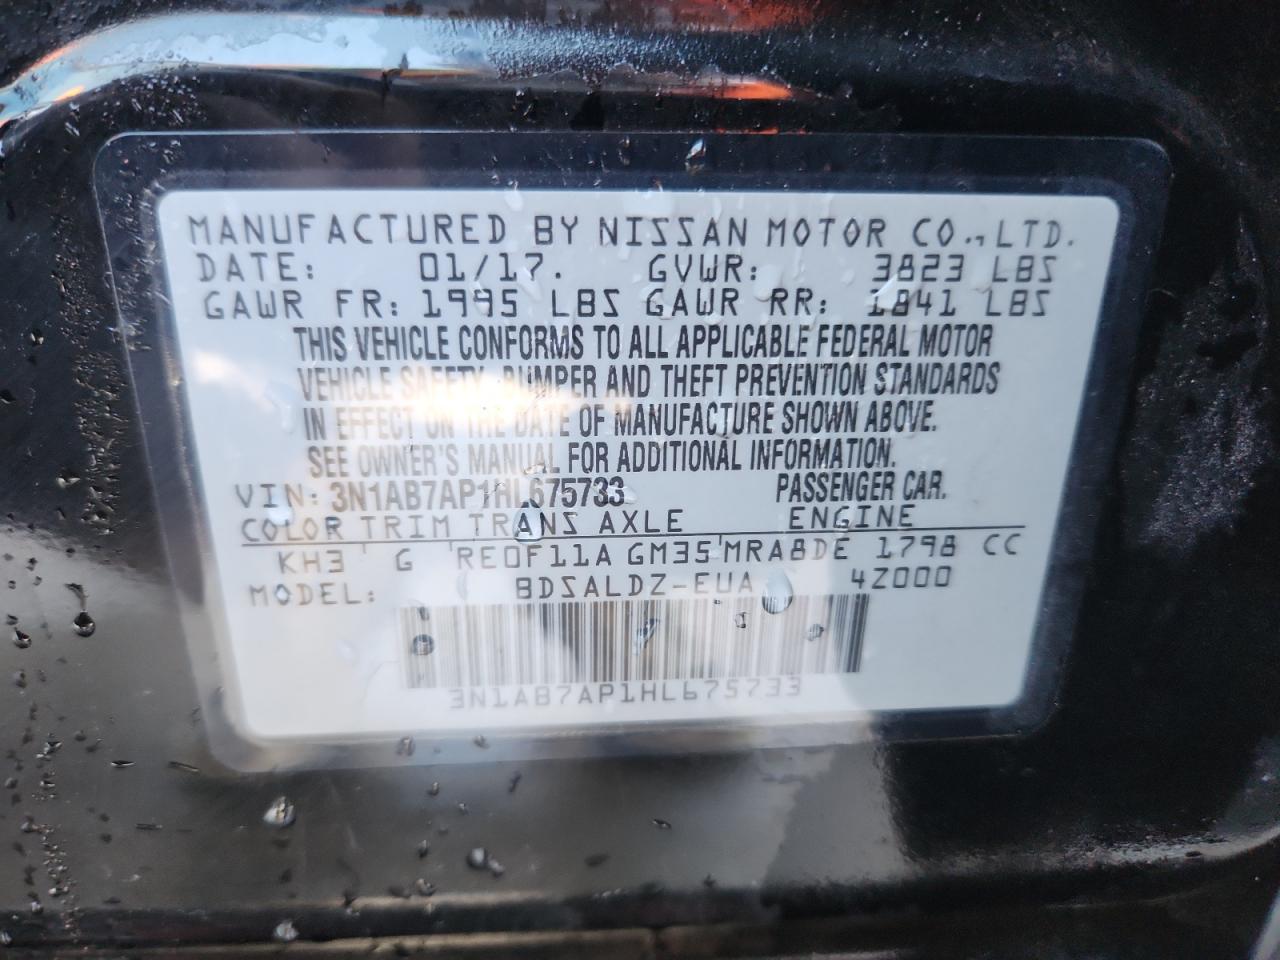 MANUFACTURED BY NISSAN MOTOR CO., LTD.
DATE: 01/17. GVWR: 3823 LBS
GAWR FR: 1995 LBS GAWR RR: 1841 LBS
THIS VEHICLE CONFORMS TO ALL APPLICABLE FEDERAL MOTOR
VEHICLE SAFETY, BUMPER AND THEFT PREVENTION STANDARDS
IN EFFECT ON THE DATE OF MANUFACTURE SHOWN ABOVE.
SEE OWNER'S MANUAL FOR ADDITIONAL INFORMATION.
VIN: 3N1AB7AP1HL675733 PASSENGER CAR.
COLOR TRIM TRANS AXLE ENGINE
KH3 G RE0F11A GM35 MRA8DE 1798 CC
MODEL: BDSALDZ-EUA 4Z000
3N1AB7AP1HL675733